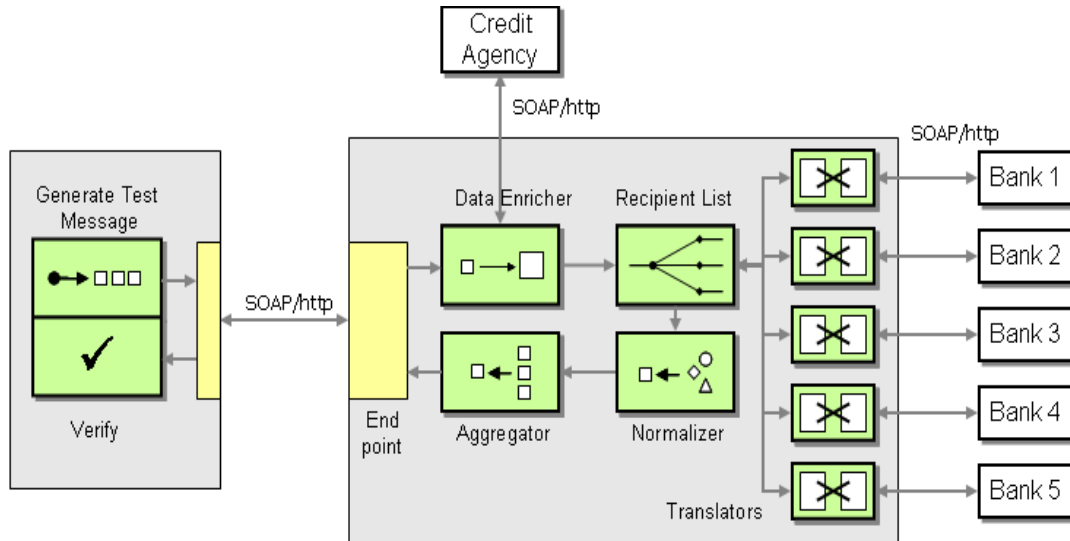 Credit
Agency
SOAP/http
SOAP/http
Generate Test
Message
Data Enricher
Recipient List
Bank 1
Bank 2
SOAP/http
Bank 3
Verify
End
point
Aggregator
Normalizer
Bank 4
Translators
Bank 5